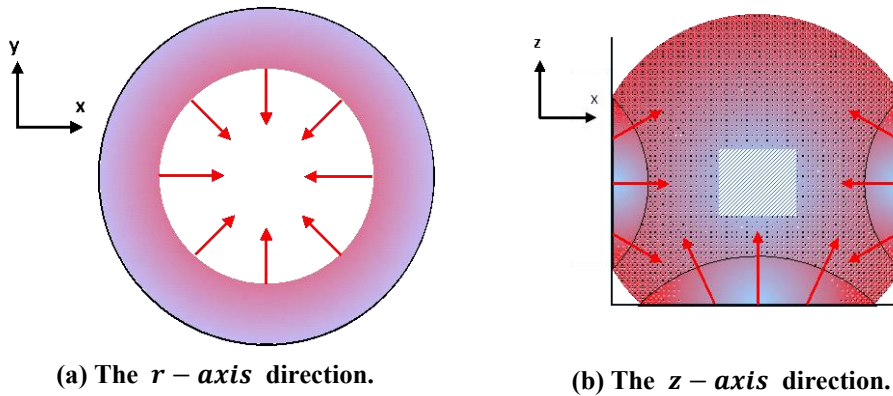 y
x
(a) The r − axis direction.
z
x
(b) The z − axis direction.